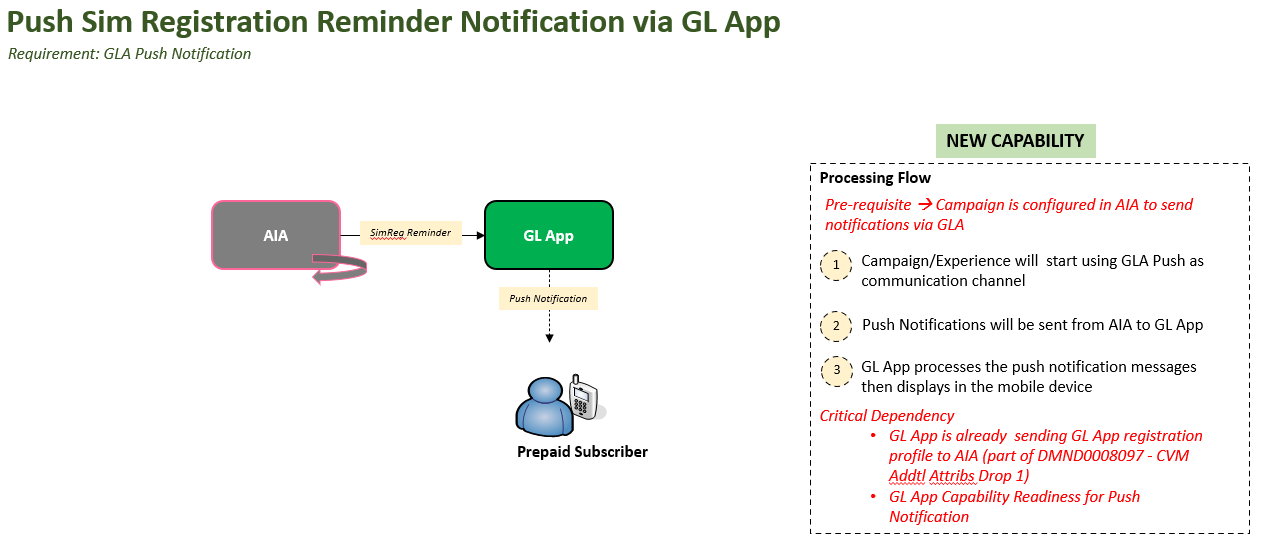 Push Sim Registration Reminder Notification via GL App
Requirement: GLA Push Notification
NEW CAPABILITY
AIA
SimReg Reminder
GL App
Push Notification
Prepaid Subscriber
Processing Flow
Pre-requisite → Campaign is configured in AIA to send
notifications via GLA
1
Campaign/Experience will start using GLA Push as
communication channel
2
Push Notifications will be sent from AIA to GL App
3
GL App processes the push notification messages
then displays in the mobile device
Critical Dependency
• GL App is already sending GL App registration
profile to AIA (part of DMND0008097 - CVM
Addtl Attribs Drop 1)
• GL App Capability Readiness for Push
Notification